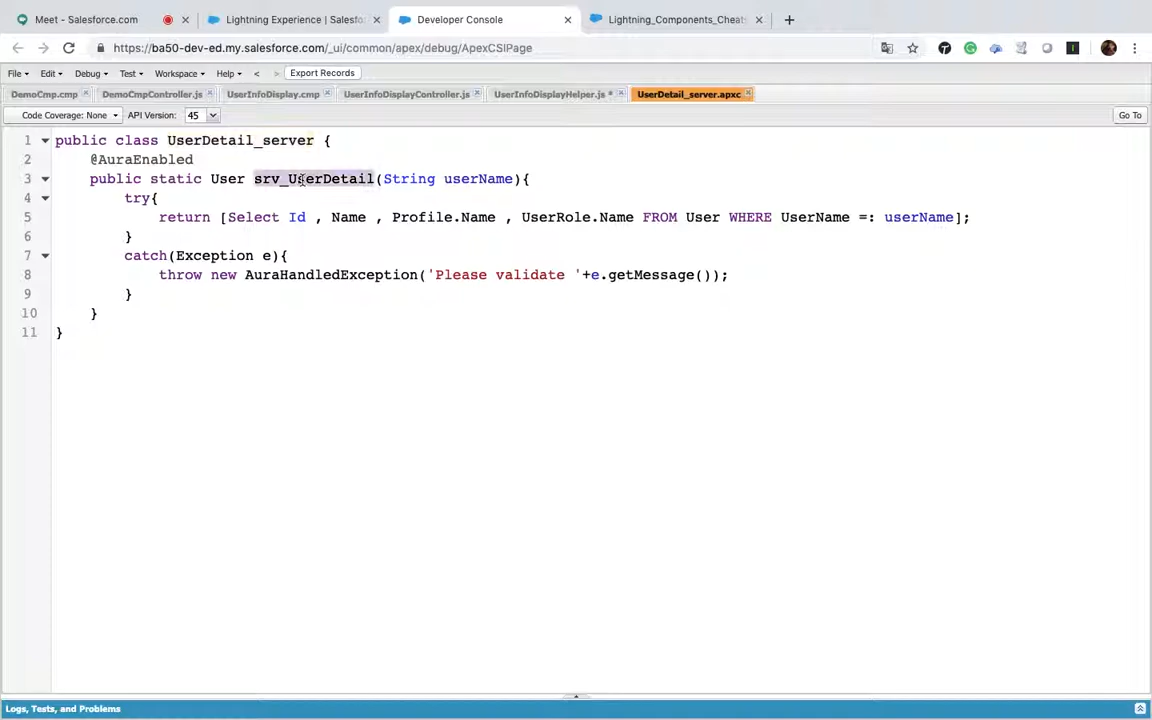 Meet - Salesforce.com
Lightning Experience | Salesfo
Developer Console
Lightning_Components_Cheats
https://ba50-dev-ed.my.salesforce.com/_ui/common/apex/debug/ApexCSIPage
File Edit Debug Test Workspace Help < > Export Records
DemoCmp.cmp DemoCmpController.js UserInfoDisplay.cmp UserInfoDisplayController.js UserInfoDisplayHelper.js * UserDetail_server.apxc
Code Coverage: None API Version: 45 Go To
1 public class UserDetail_server {
2 @AuraEnabled
3 public static User srv_UserDetail(String userName){
4 try{
5 return [Select Id , Name , Profile.Name , UserRole.Name FROM User WHERE UserName =: userName];
6 }
7 catch(Exception e){
8 throw new AuraHandledException('Please validate '+e.getMessage());
9 }
10 }
11 }
Logs, Tests, and Problems